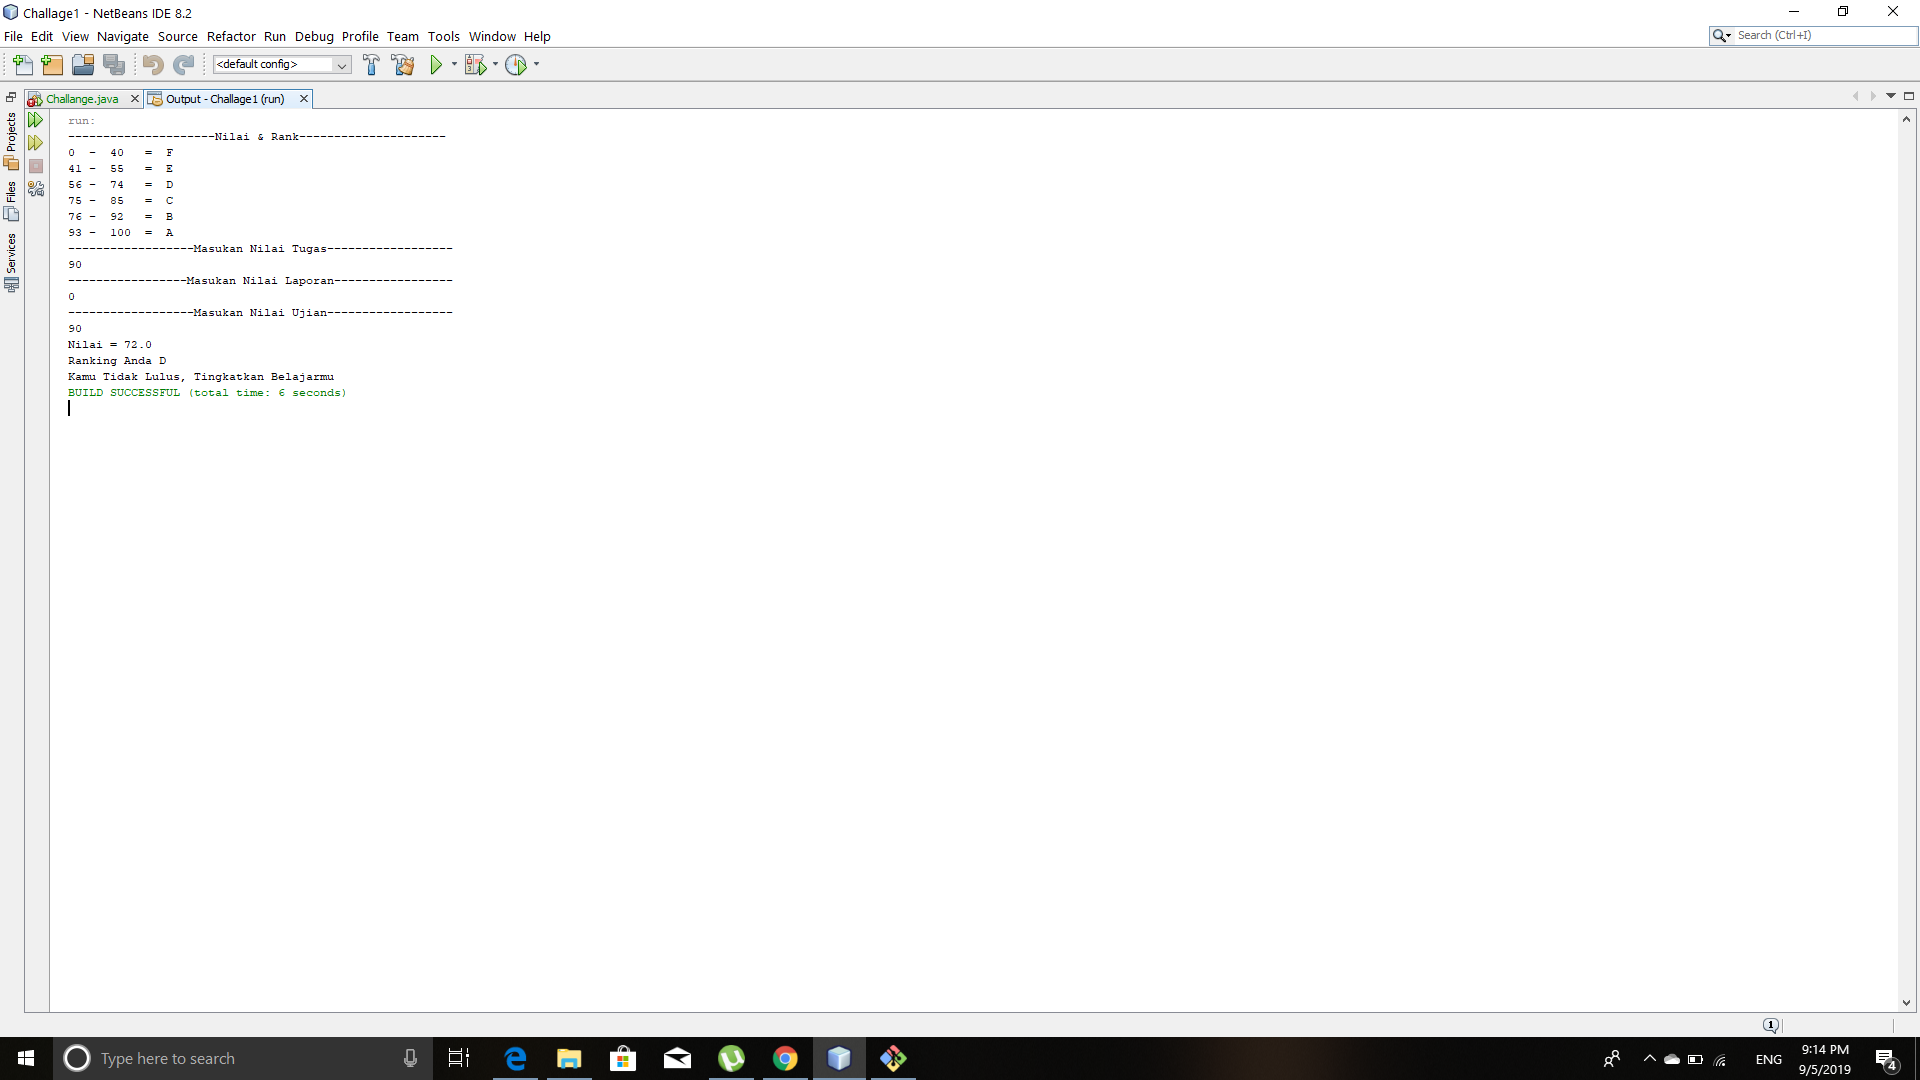 Challage1 - NetBeans IDE 8.2
File Edit View Navigate Source Refactor Run Debug Profile Team Tools Window Help
Search (Ctrl+I)
<default config>
Challange.java
Output - Challage1 (run)
Projects
Files
Services
run:
---------------------Nilai & Rank---------------------
0  -  40   =  F
41 -  55   =  E
56 -  74   =  D
75 -  85   =  C
76 -  92   =  B
93 -  100  =  A
------------------Masukan Nilai Tugas------------------
90
-----------------Masukan Nilai Laporan-----------------
0
------------------Masukan Nilai Ujian------------------
90
Nilai = 72.0
Ranking Anda D
Kamu Tidak Lulus, Tingkatkan Belajarmu
BUILD SUCCESSFUL (total time: 6 seconds)
1
Type here to search
ENG
9:14 PM
9/5/2019
4